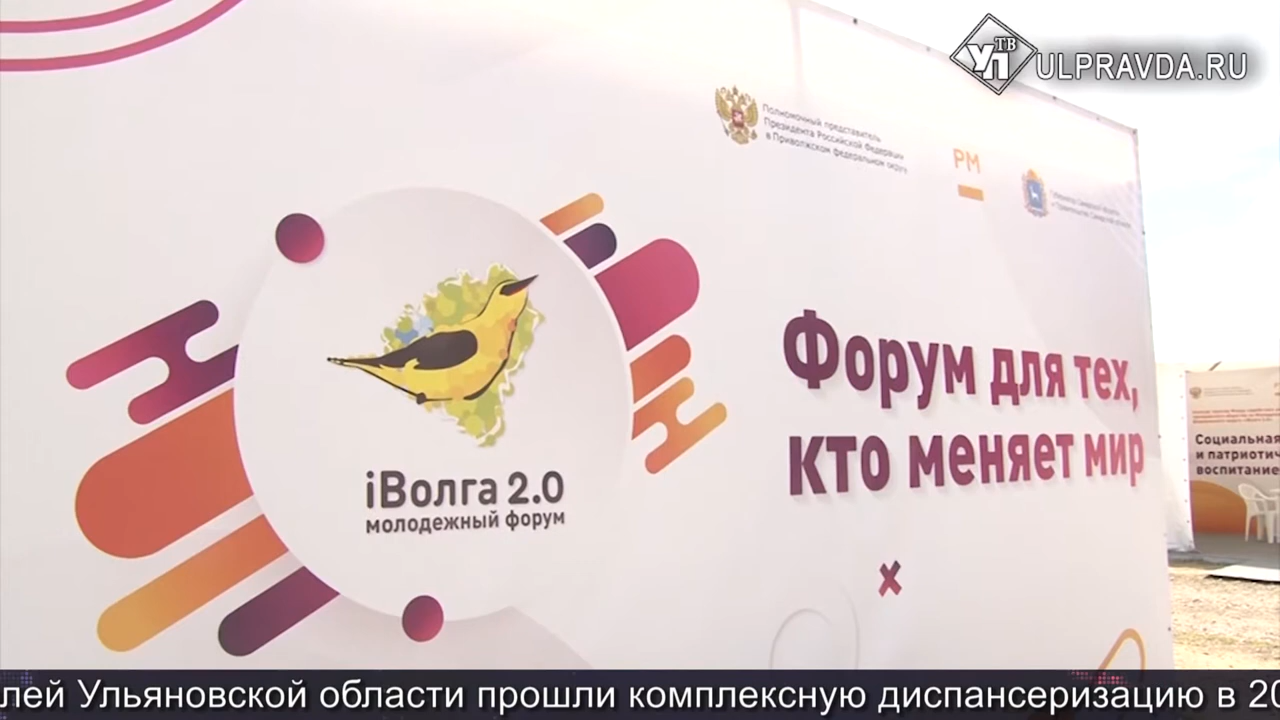 УП ТВ
ULPRAVDA.RU
Полномочный представитель
Президента Российской Федерации
в Приволжском федеральном округе
РМ
Форум для тех,
кто меняет мир
iВолга 2.0
молодежный форум
Социальная
и патриотич
воспитание
лей Ульяновской области прошли комплексную диспансеризацию в 20